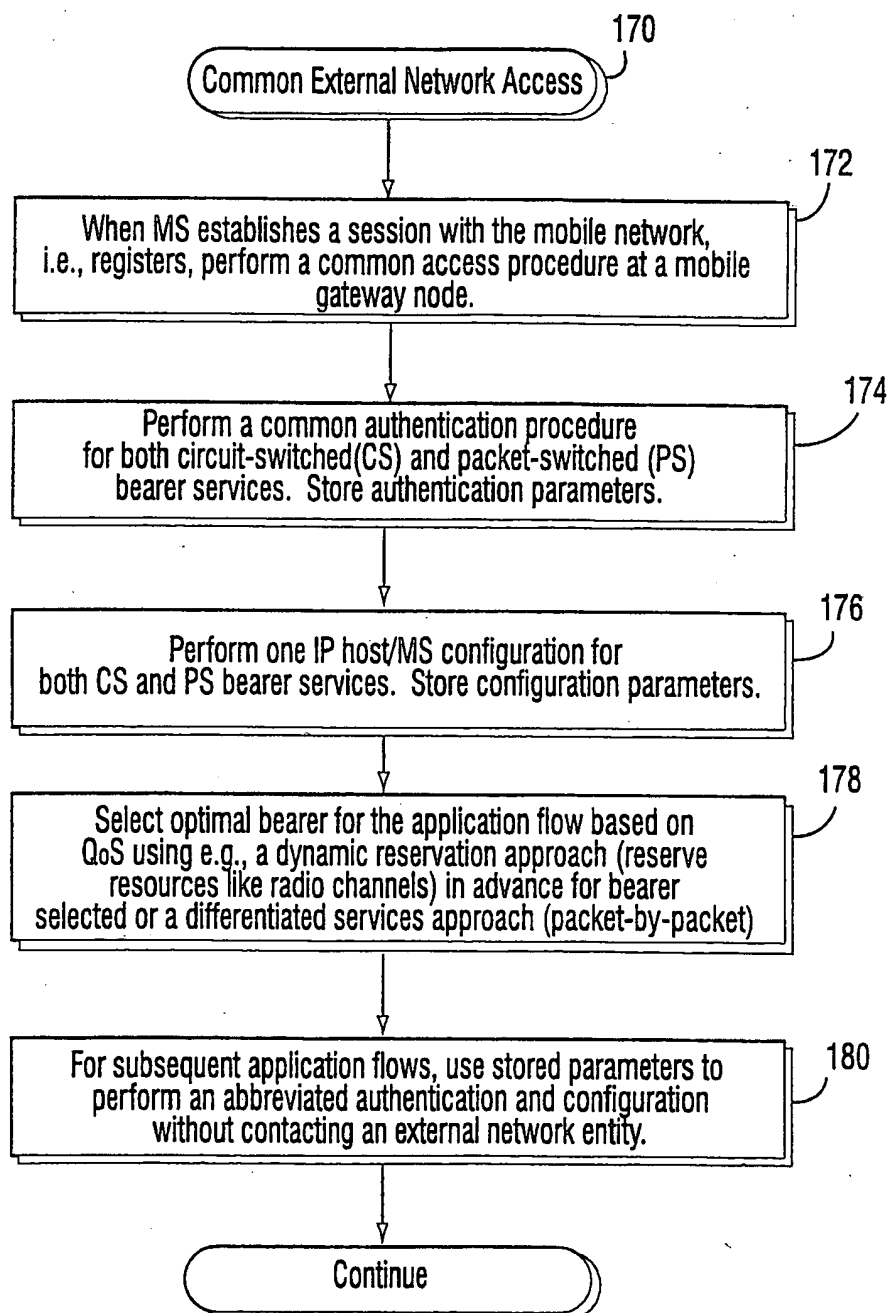 170
Common External Network Access
172
When MS establishes a session with the mobile network,
i.e., registers, perform a common access procedure at a mobile
gateway node.
174
Perform a common authentication procedure
for both circuit-switched(CS) and packet-switched (PS)
bearer services. Store authentication parameters.
176
Perform one IP host/MS configuration for
both CS and PS bearer services. Store configuration parameters.
178
Select optimal bearer for the application flow based on
QoS using e.g., a dynamic reservation approach (reserve
resources like radio channels) in advance for bearer
selected or a differentiated services approach (packet-by-packet)
180
For subsequent application flows, use stored parameters to
perform an abbreviated authentication and configuration
without contacting an external network entity.
Continue